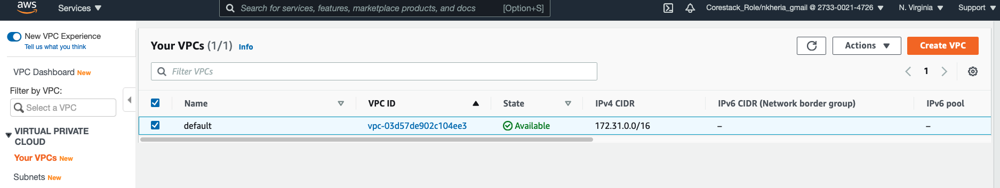 aws
Services
Search for services, features, marketplace products, and docs [Option+S]
Corestack_Role/nkheria_gmail @ 2733-0021-4726
N. Virginia
Support
New VPC Experience
Tell us what you think
VPC Dashboard New
Filter by VPC:
Select a VPC
VIRTUAL PRIVATE
CLOUD
Your VPCs New
Subnets New
Your VPCs (1/1) Info
Actions
Create VPC
Filter VPCs
1
Name VPC ID State IPv4 CIDR IPv6 CIDR (Network border group) IPv6 pool
default vpc-03d57de902c104ee3 Available 172.31.0.0/16 – –